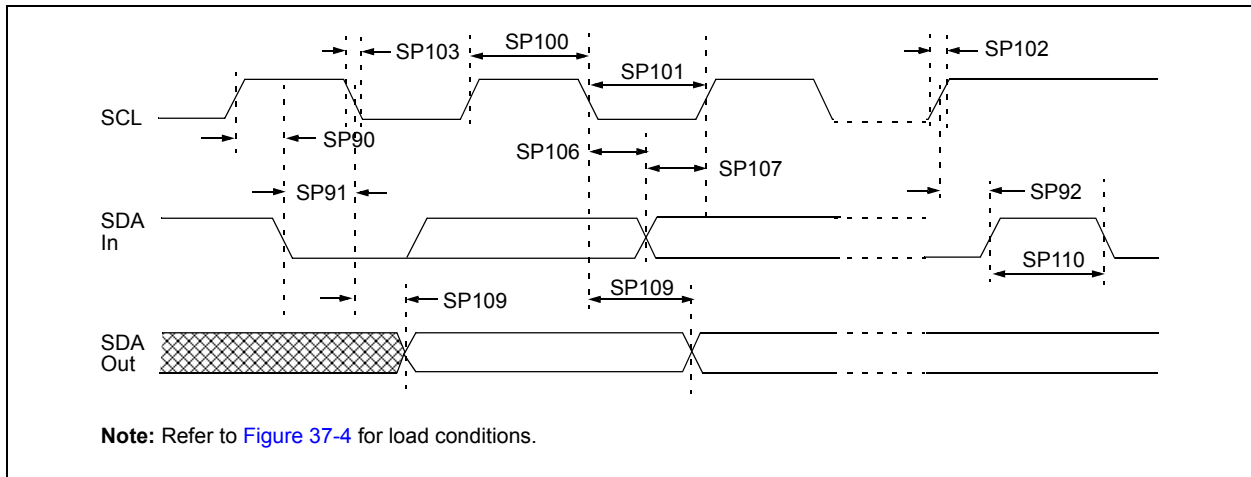 SP103
SP100
SP101
SP102
SCL
SP90
SP106
SP107
SP91
SP92
SDA
In
SP110
SP109
SP109
SDA
Out
Note: Refer to Figure 37-4 for load conditions.